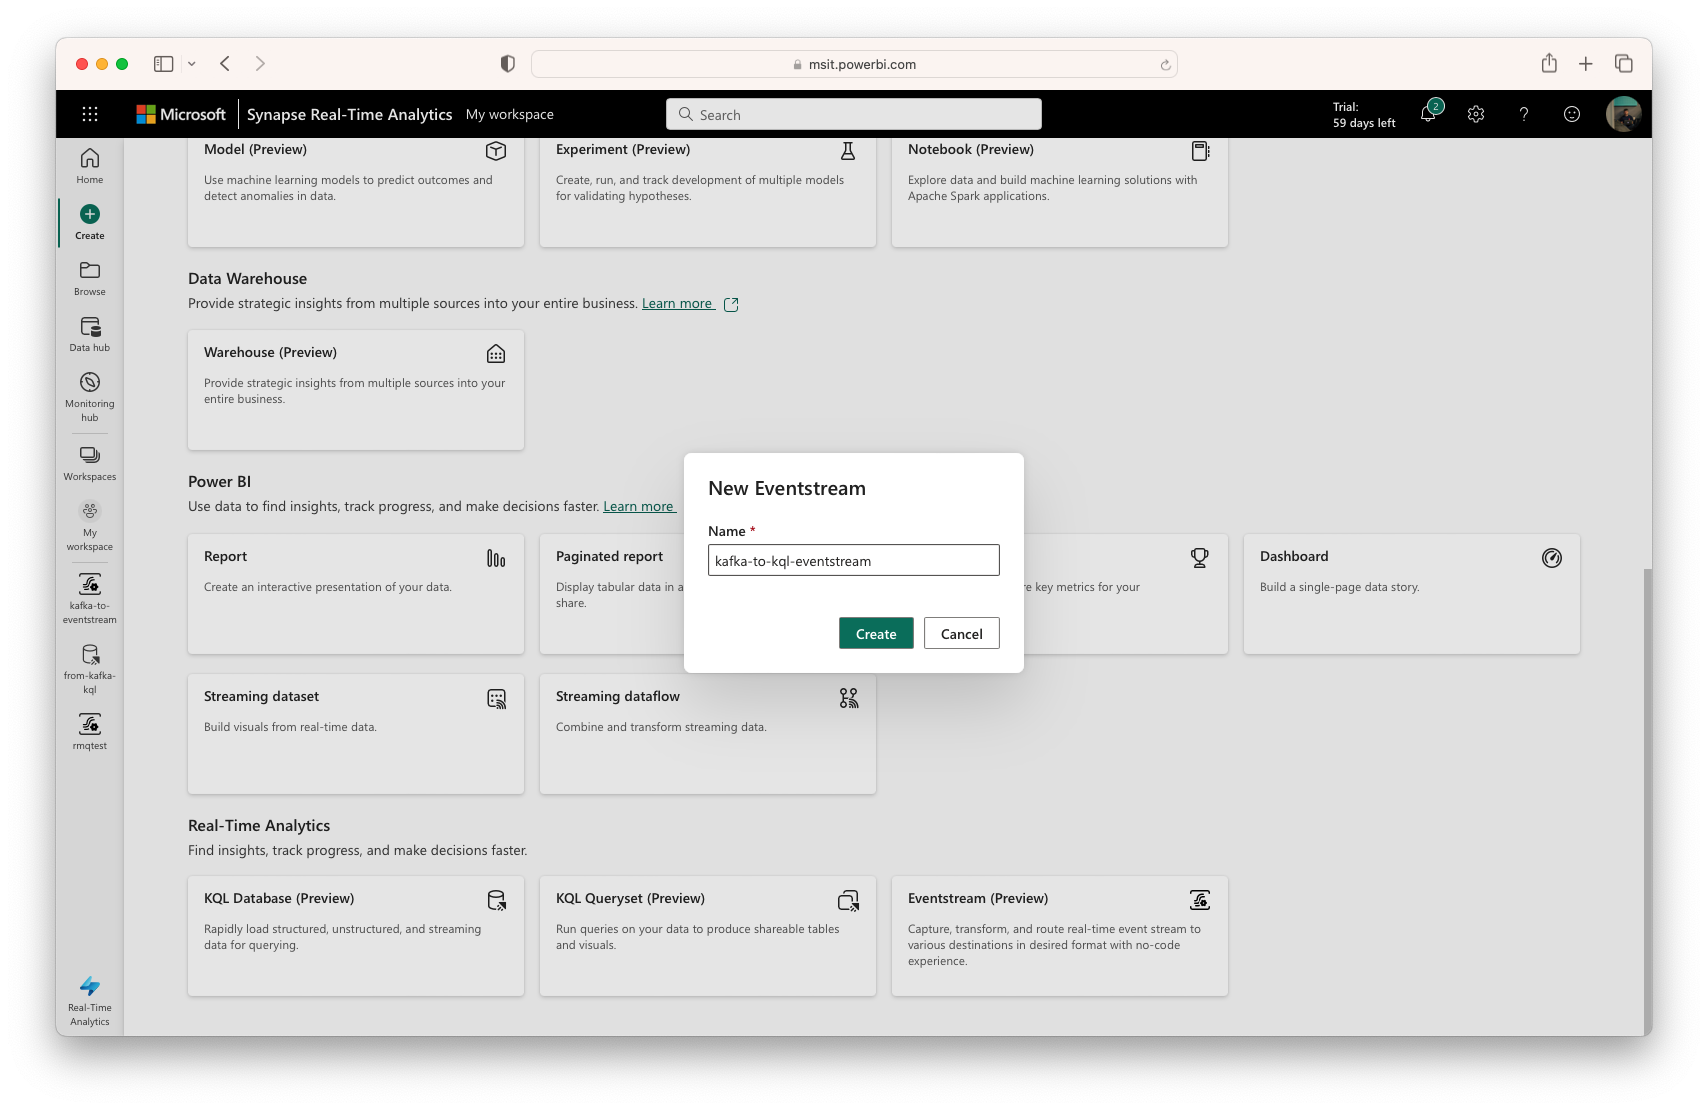 msit.powerbi.com
Microsoft
Synapse Real-Time Analytics
My workspace
Search
Trial:
59 days left
2
?
Home
Create
Browse
Data hub
Monitoring
hub
Workspaces
My
workspace
kafka-to-
eventstream
from-kafka-
kql
rmqtest
Real-Time
Analytics
Model (Preview)
Use machine learning models to predict outcomes and
detect anomalies in data.
Experiment (Preview)
Create, run, and track development of multiple models
for validating hypotheses.
Notebook (Preview)
Explore data and build machine learning solutions with
Apache Spark applications.
Data Warehouse
Provide strategic insights from multiple sources into your entire business. Learn more
Warehouse (Preview)
Provide strategic insights from multiple sources into your
entire business.
Power BI
Use data to find insights, track progress, and make decisions faster. Learn more
Report
Create an interactive presentation of your data.
Paginated report
Display tabular data in a
share.
re key metrics for your
Dashboard
Build a single-page data story.
New Eventstream
Name *
kafka-to-kql-eventstream
Create
Cancel
Streaming dataset
Build visuals from real-time data.
Streaming dataflow
Combine and transform streaming data.
Real-Time Analytics
Find insights, track progress, and make decisions faster.
KQL Database (Preview)
Rapidly load structured, unstructured, and streaming
data for querying.
KQL Queryset (Preview)
Run queries on your data to produce shareable tables
and visuals.
Eventstream (Preview)
Capture, transform, and route real-time event stream to
various destinations in desired format with no-code
experience.